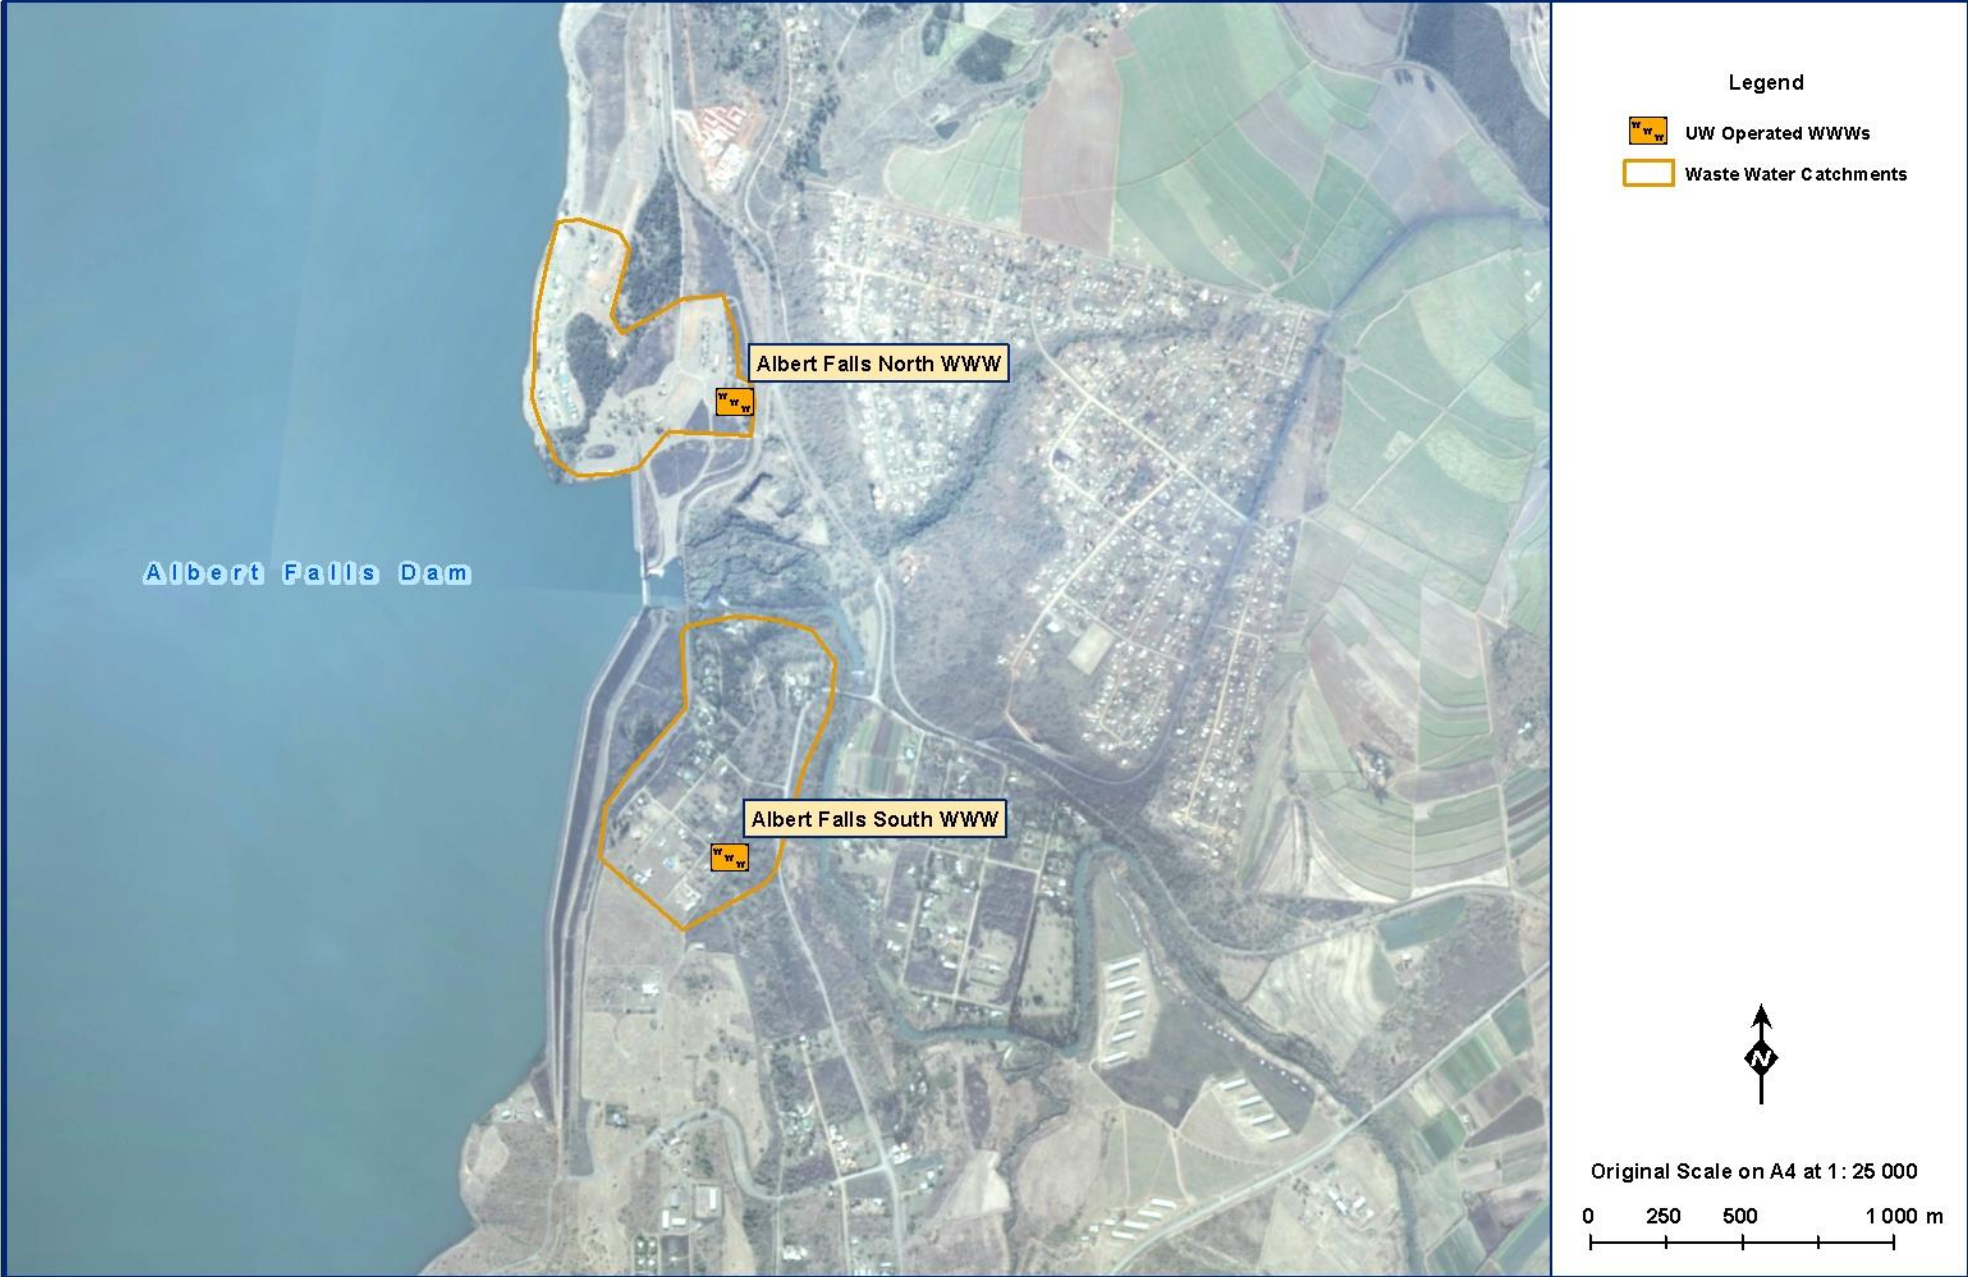 Legend
UW Operated WWWs
Waste Water Catchments
Albert Falls North WWW
Albert Falls Dam
Albert Falls South WWW
N
Original Scale on A4 at 1: 25 000
0 250 500 1 000 m